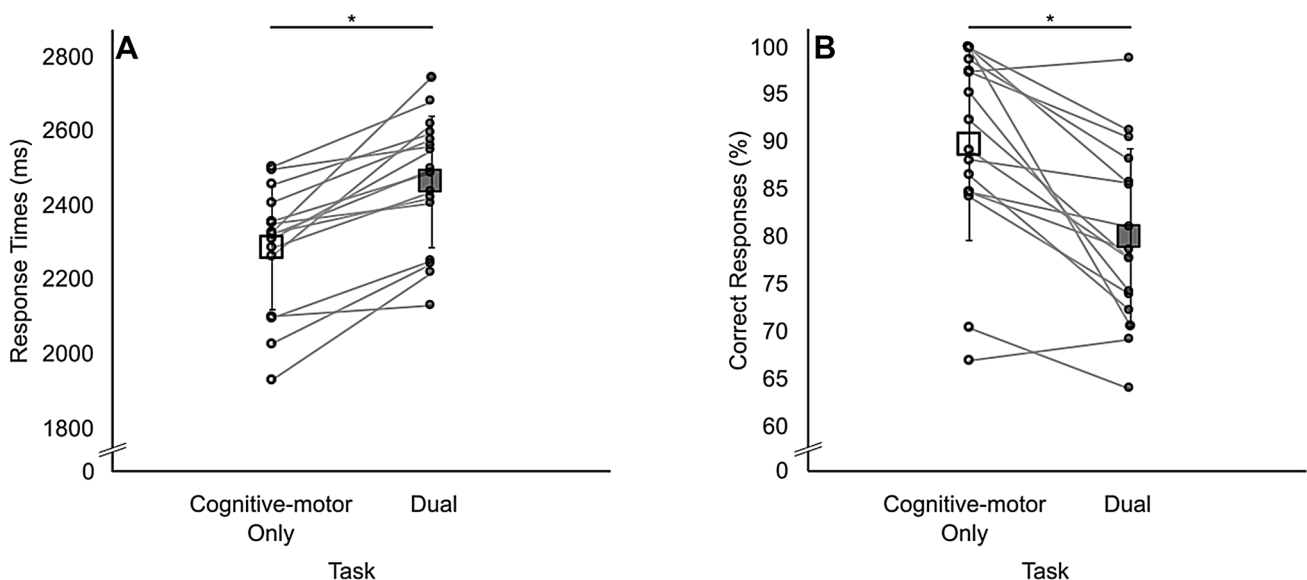 *
A
2800
2600
2400
2200
2000
1800
0
Response Times (ms)
Cognitive-motor
Only
Dual
Task
*
B
100
95
90
85
80
75
70
65
60
0
Correct Responses (%)
Cognitive-motor
Only
Dual
Task